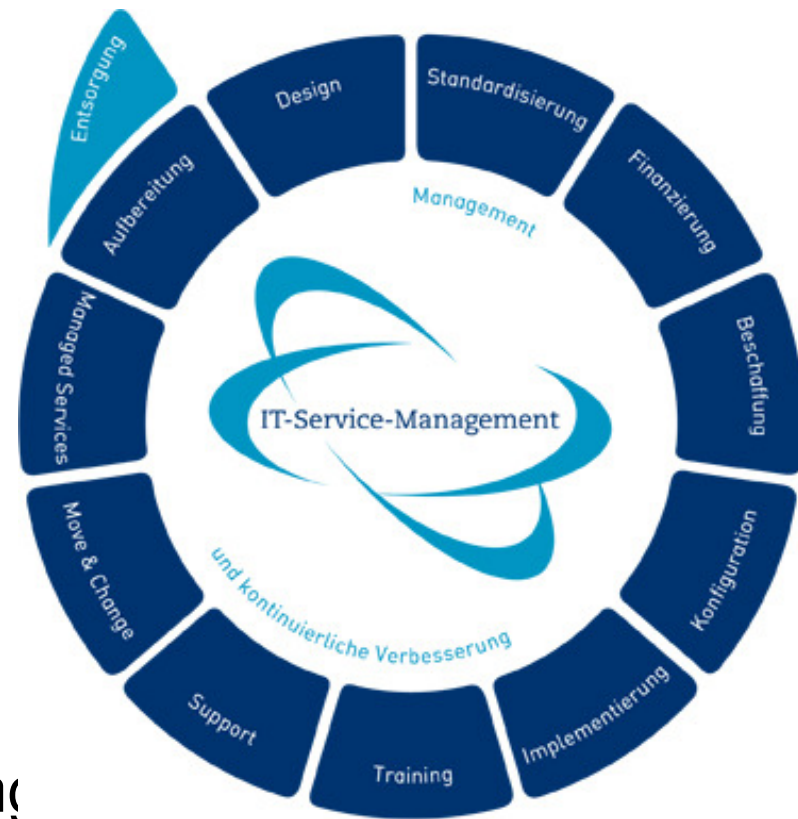 Entsorgung
Design
Standardisierung
Finanzierung
Beschaffung
Konfiguration
Implementierung
Training
Support
Move & Change
Managed Services
Aufbereitung
Management
IT-Service-Management
und kontinuierliche Verbesserung